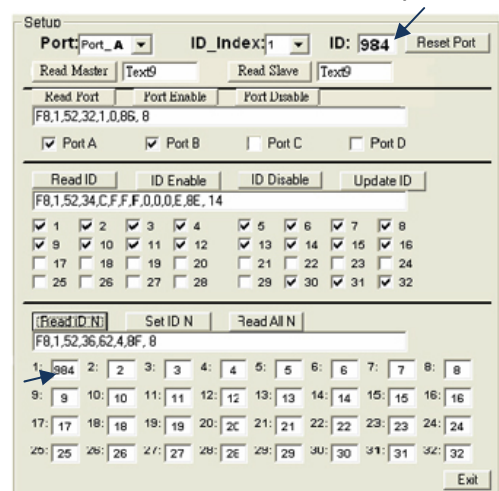 Setup
Port: Port_A ID_Index: 1 ID: 984 Reset Port
Read Master Text9 Read Slave Text9
Read Port Port Enable Port Disable
F8,1,52,32,1,0,86, 8
Port A Port B Port C Port D
Read ID ID Enable ID Disable Update ID
F8,1,52,34,C,F,F,F,0,0,0,E,8E, 14
1 2 3 4 5 6 7 8
9 10 11 12 13 14 15 16
17 18 19 20 21 22 23 24
25 26 27 28 29 30 31 32
Read ID N Set ID N Read All N
F8,1,52,36,62,4,8F, 8
1: 984 2: 2 3: 3 4: 4 5: 5 6: 6 7: 7 8: 8
9: 9 10: 10 11: 11 12: 12 13: 13 14: 14 15: 15 16: 16
17: 17 18: 18 19: 19 20: 20 21: 21 22: 22 23: 23 24: 24
25: 25 26: 26 27: 27 28: 28 29: 29 30: 30 31: 31 32: 32
Exit